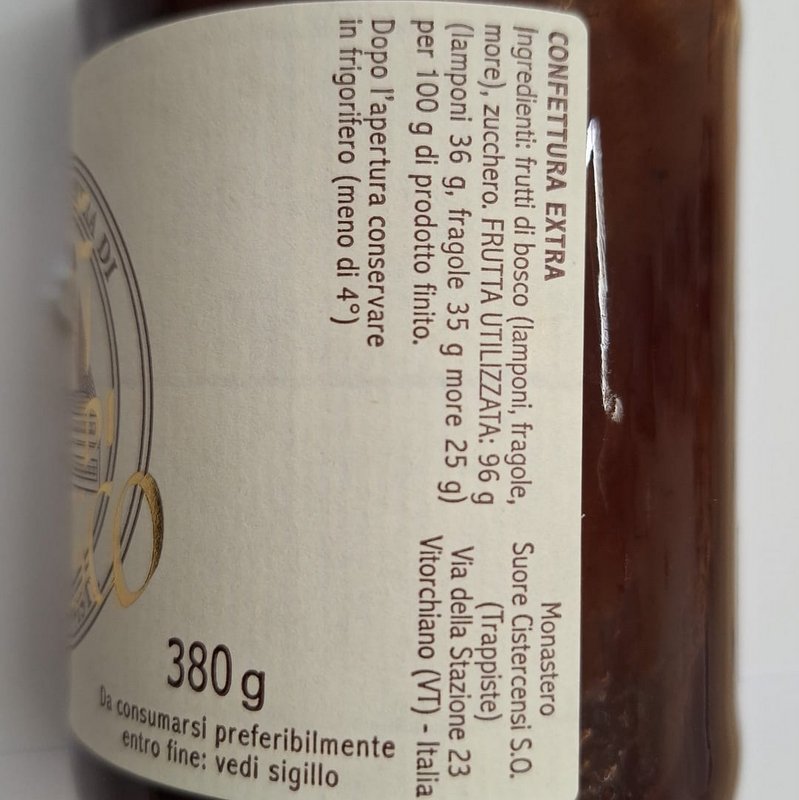 CONFETTURA EXTRA
Ingredienti: frutti di bosco (lamponi, fragole,
more), zucchero. FRUTTA UTILIZZATA: 96 g
(lamponi 36 g, fragole 35 g more 25 g)
per 100 g di prodotto finito.
Dopo l'apertura conservare
in frigorifero (meno di 4°)
Monastero
Suore Cistercensi S.O.
(Trappiste)
Via della Stazione 23
Vitorchiano (VT) - Italia
380 g
Da consumarsi preferibilmente
entro fine: vedi sigillo
DI